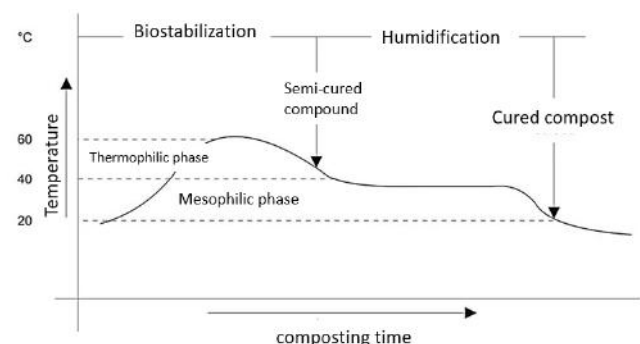 °C
Biostabilization
Humidification
Semi-cured
compound
Cured compost
Temperature
60
Thermophilic phase
40
Mesophilic phase
20
composting time